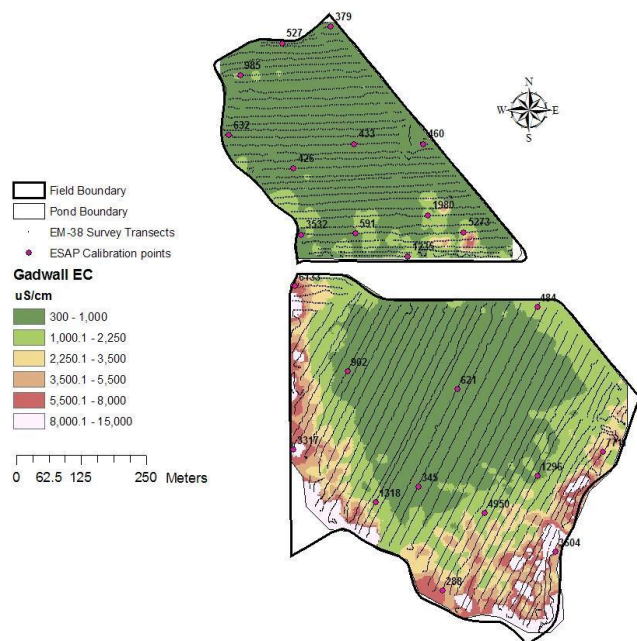 379
527
985
632
433
460
426
1980
3532
591
5273
1235
N
W E
S
Field Boundary
Pond Boundary
EM-38 Survey Transects
ESAP Calibration points
Gadwall EC
uS/cm
300 - 1,000
1,000.1 - 2,250
2,250.1 - 3,500
3,500.1 - 5,500
5,500.1 - 8,000
8,000.1 - 15,000
0 62.5 125 250 Meters
6133
484
902
621
3317
1296
345
1318
4950
288